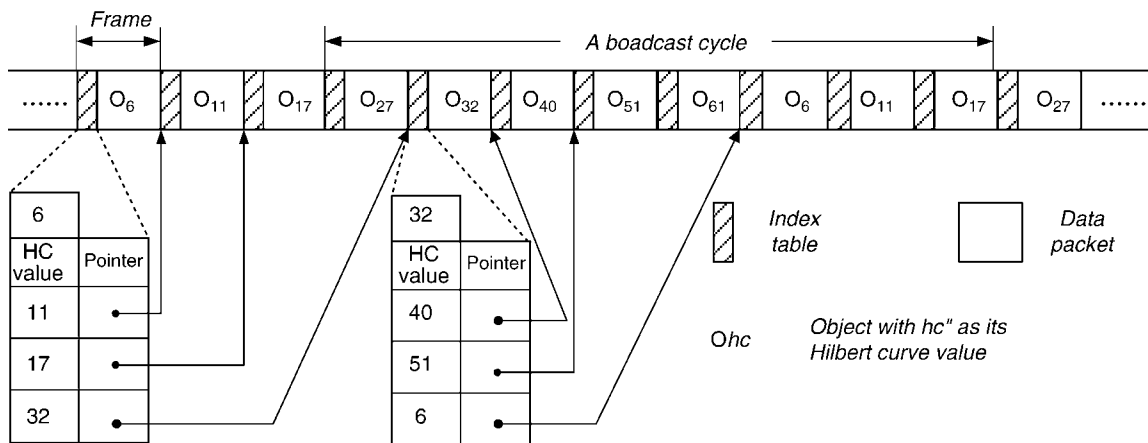 Frame
A boadcast cycle
...... O6 O11 O17 O27 O32 O40 O51 O61 O6 O11 O17 O27 ......
6
HC value Pointer
11
17
32
32
HC value Pointer
40
51
6
Index table
Data packet
Ohc
Object with hc" as its
Hilbert curve value